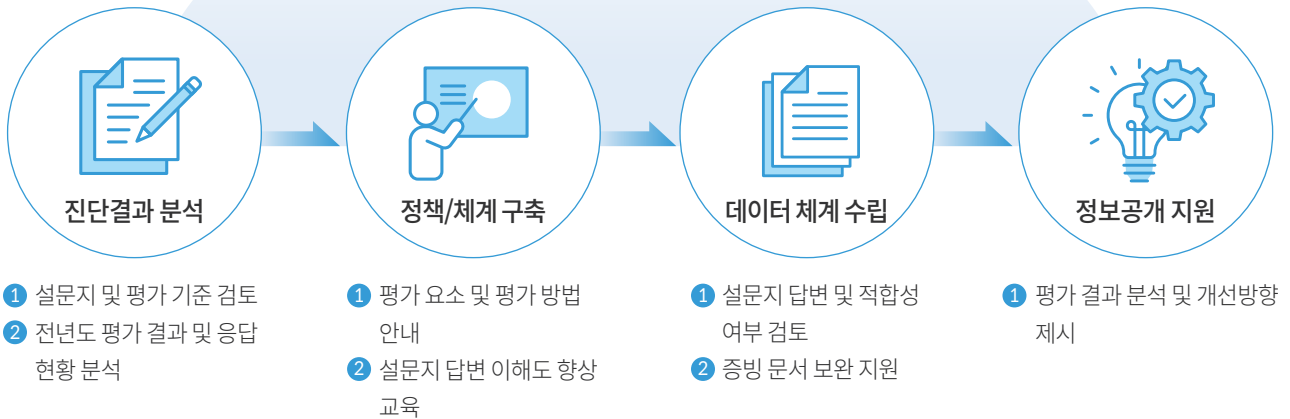 진단결과 분석
1 설문지 및 평가 기준 검토
2 전년도 평가 결과 및 응답
현황 분석
정책/체계 구축
1 평가 요소 및 평가 방법
안내
2 설문지 답변 이해도 향상
교육
데이터 체계 수립
1 설문지 답변 및 적합성
여부 검토
2 증빙 문서 보완 지원
정보공개 지원
1 평가 결과 분석 및 개선방향
제시